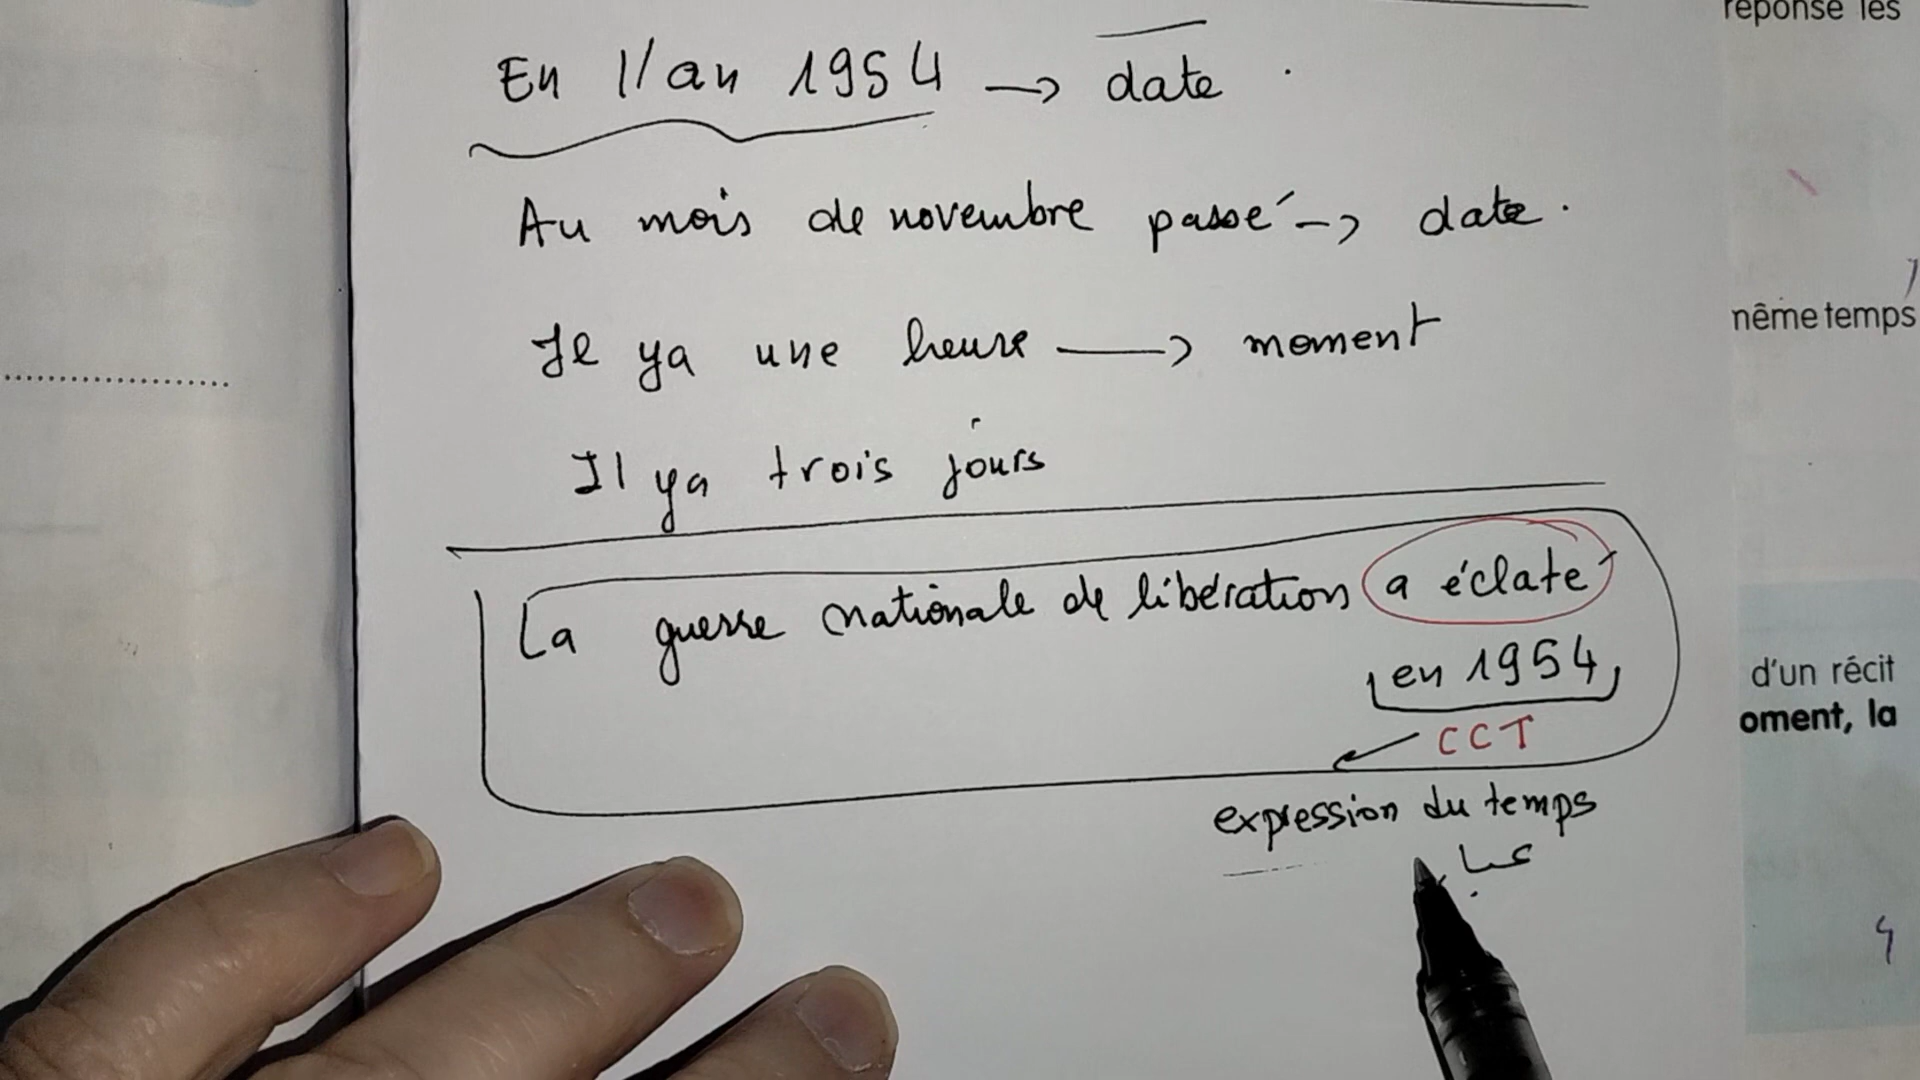 réponse les
En l'an 1954 → date.
Au mois de novembre passé → date.
Il ya une heure → moment
même temps
Il ya trois jours
La guerre nationale de libération a éclaté
en 1954
CCT
d'un récit
oment, la
expression du temps